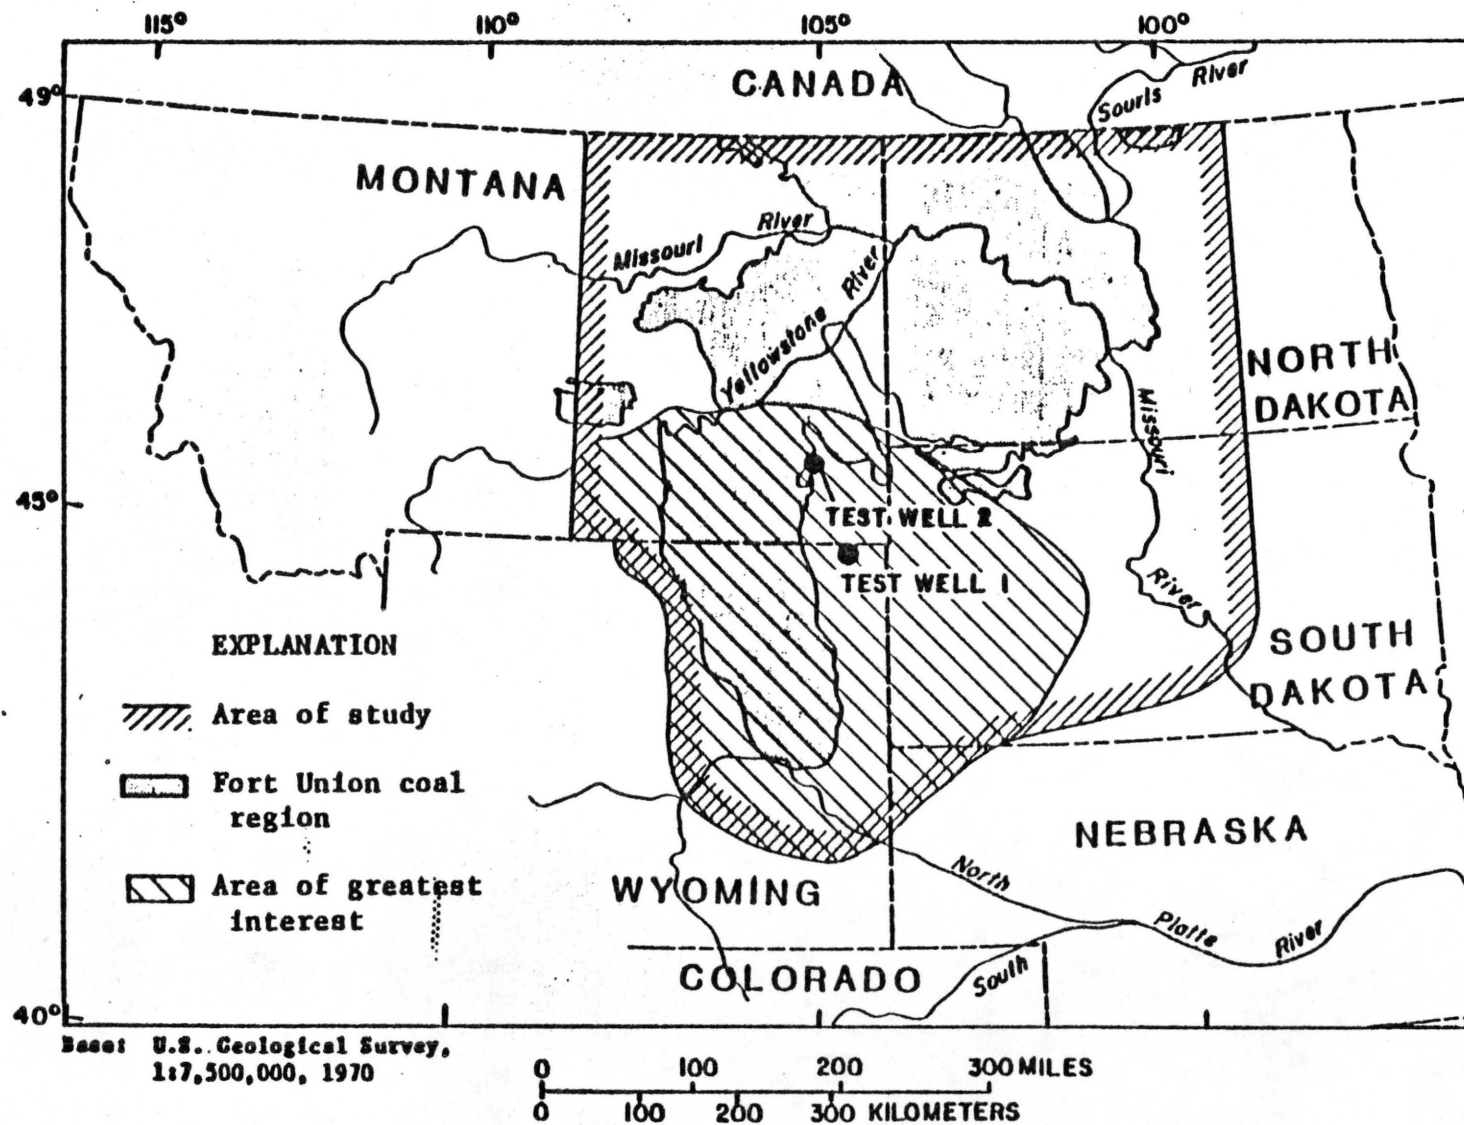 115° 110° 105° 100°
49°
CANADA
Souris River
MONTANA
Missouri River
Yellowstone River
NORTH
DAKOTA
Missouri
45°
TEST WELL 2
TEST WELL 1
River
EXPLANATION
SOUTH
DAKOTA
Area of study
Fort Union coal
region
NEBRASKA
Area of greatest
interest
WYOMING
North
Platte
River
COLORADO
South
40°
Base: U.S. Geological Survey,
1:7,500,000, 1970
0 100 200 300 MILES
0 100 200 300 KILOMETERS